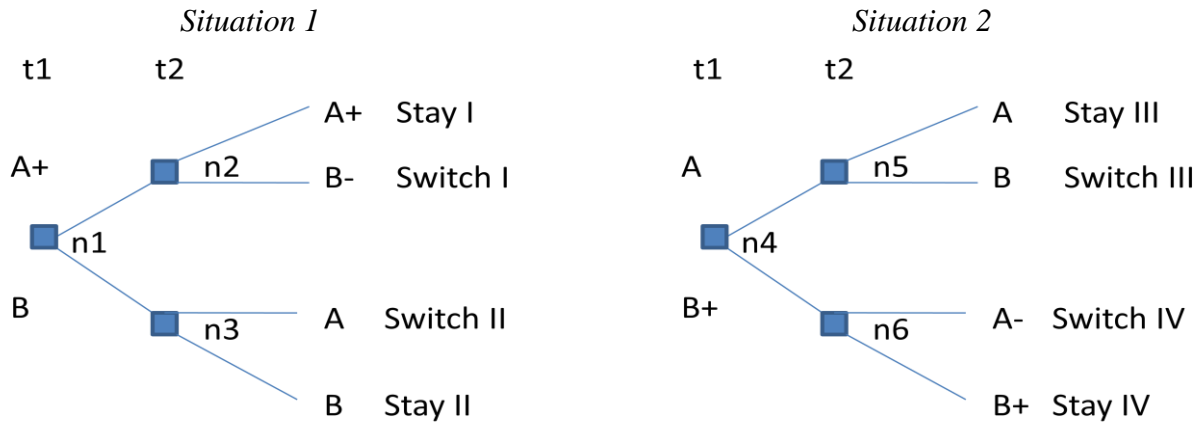 Situation 1
t1 t2
A+ Stay I
A+ n2 B- Switch I
n1
B n3 A Switch II
B Stay II
Situation 2
t1 t2
A Stay III
A n5 B Switch III
n4
B+ n6 A- Switch IV
B+ Stay IV